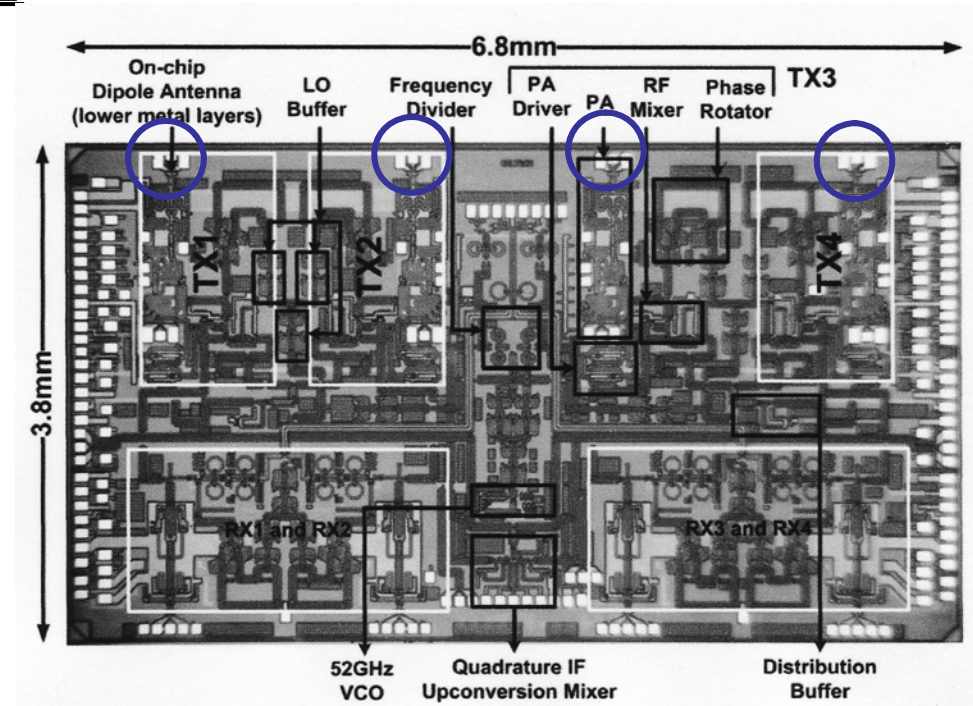 6.8mm
On-chip
Dipole Antenna
(lower metal layers)
LO
Buffer
Frequency
Divider
PA
Driver
PA
RF
Mixer
Phase
Rotator
TX3
TX1
TX2
TX4
3.8mm
RX1 and RX2
RX3 and RX4
52GHz
VCO
Quadrature IF
Upconversion Mixer
Distribution
Buffer